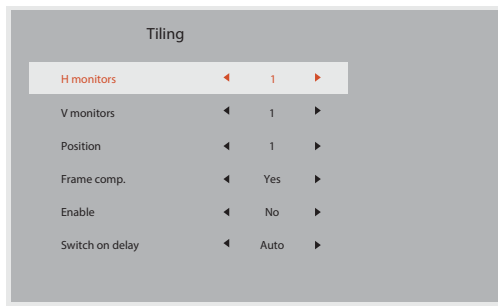 Tiling
H monitors 1
V monitors 1
Position 1
Frame comp. Yes
Enable No
Switch on delay Auto